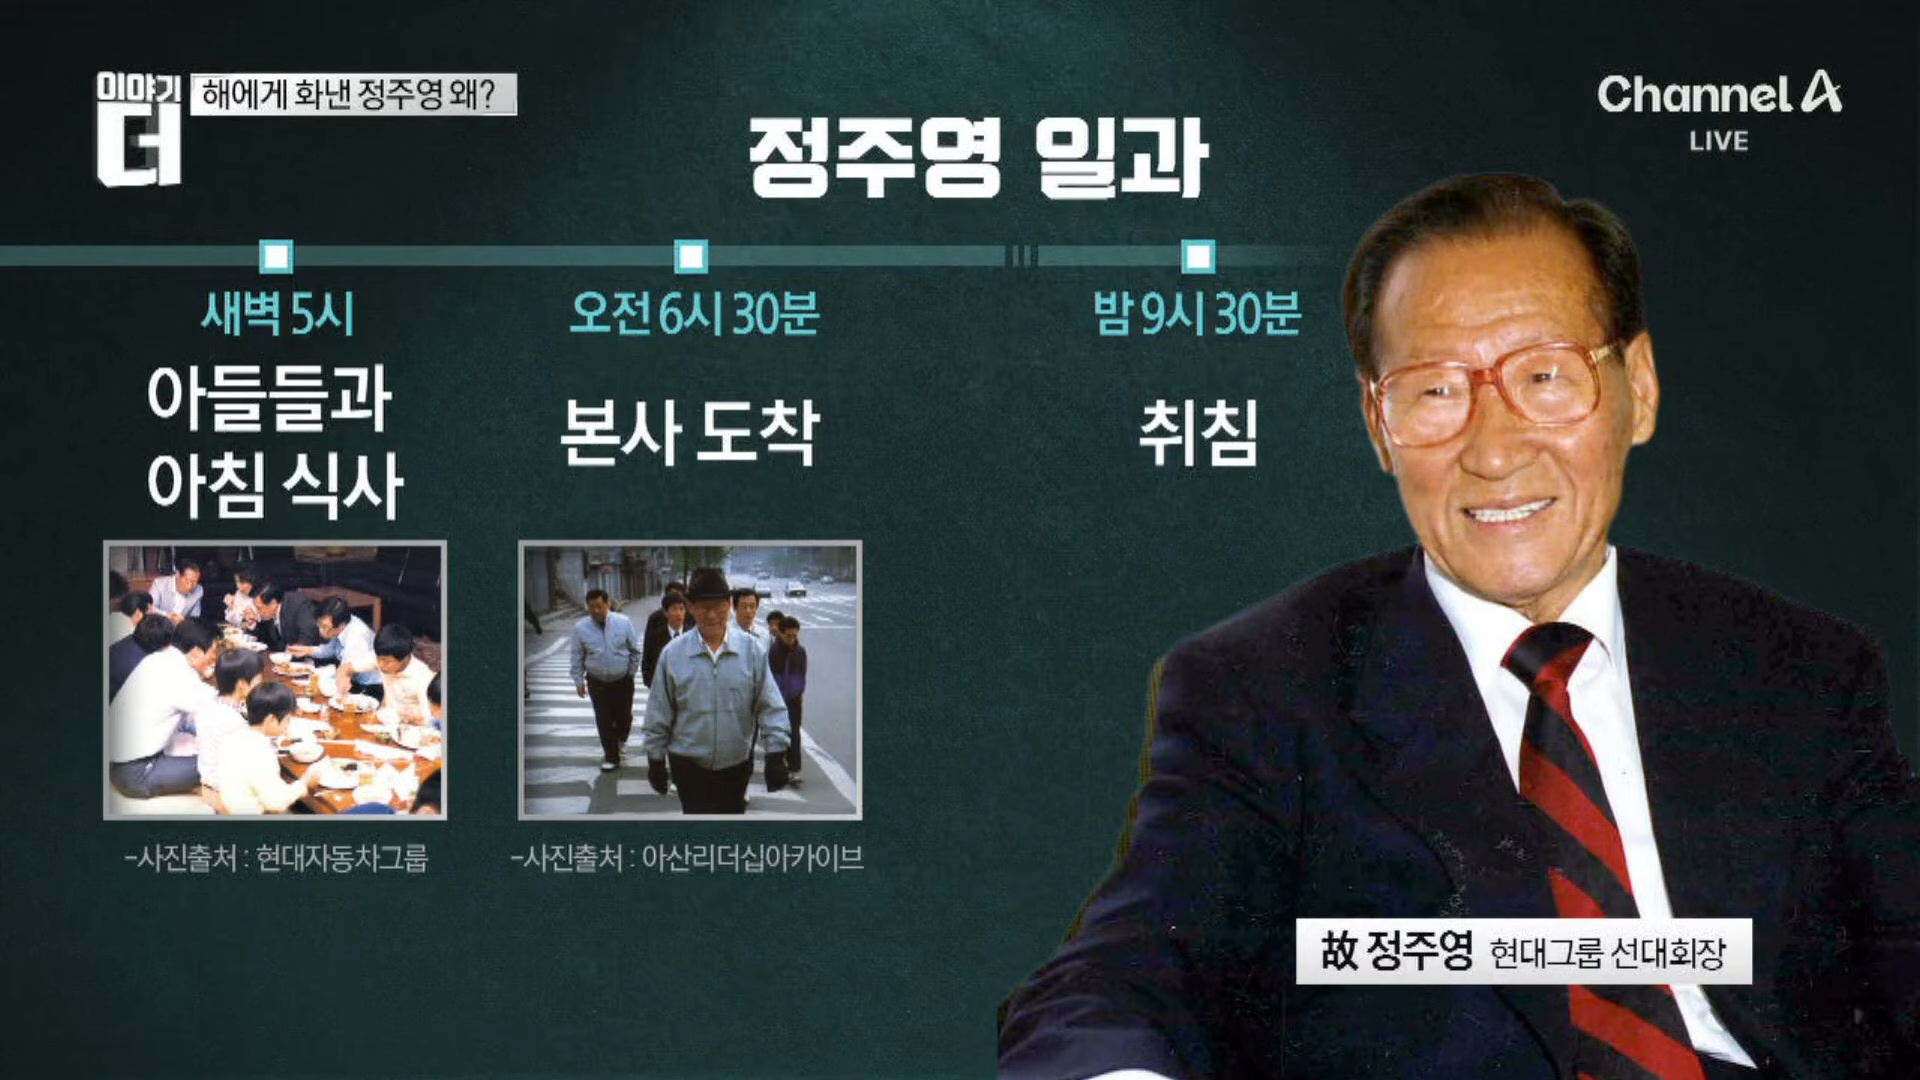 이야기
더
해에게 화낸 정주영 왜?
Channel A
LIVE
정주영 일과
새벽 5시
아들들과
아침 식사
-사진출처 : 현대자동차그룹
오전 6시 30분
본사 도착
-사진출처 : 아산리더십아카이브
밤 9시 30분
취침
故 정주영 현대그룹 선대회장